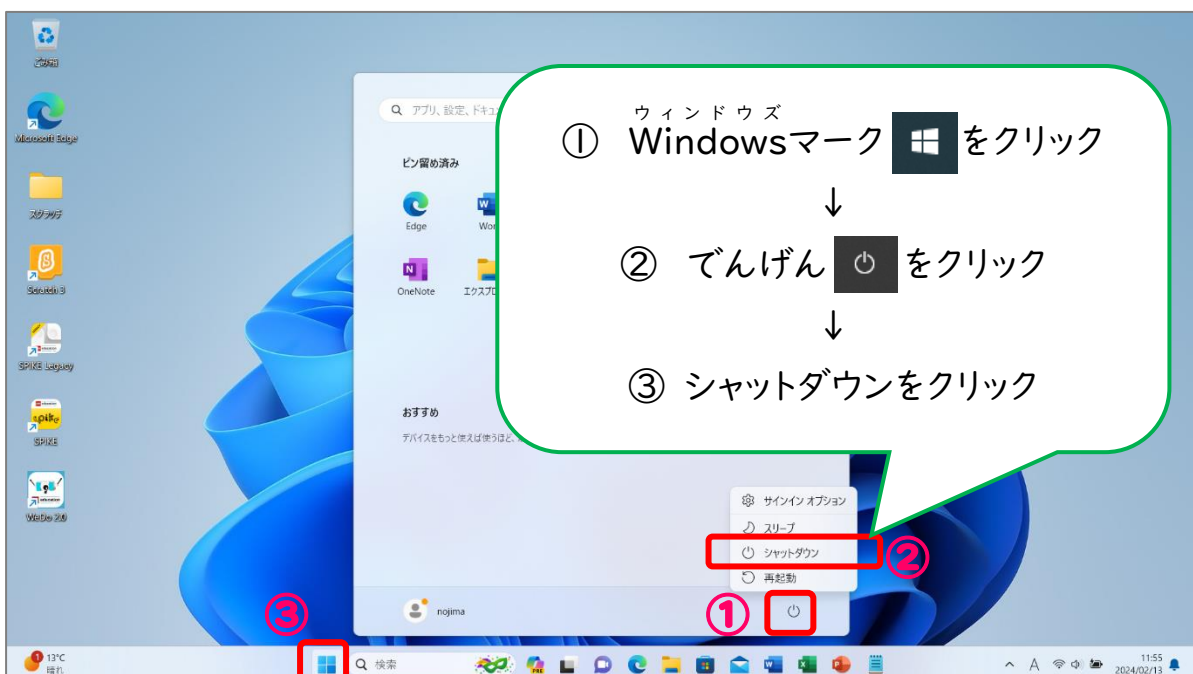 ごみ箱
Microsoft Edge
スクラッチ
Scratch 3
SPIKE Legacy
spike
SPIKE
WeDo 2.0
アプリ、設定、ドキュ
ピン留め済み
Edge
Wor
OneNote
エクスプロ
おすすめ
デバイスをもっと使えば使うほど、
ウィンドウズ
① Windowsマーク をクリック
↓
② でんげん をクリック
↓
③ シャットダウンをクリック
サインイン オプション
スリープ
シャットダウン
②
再起動
③
nojima
①
1
13°C
晴れ
検索
PRE
A
11:55
2024/02/13